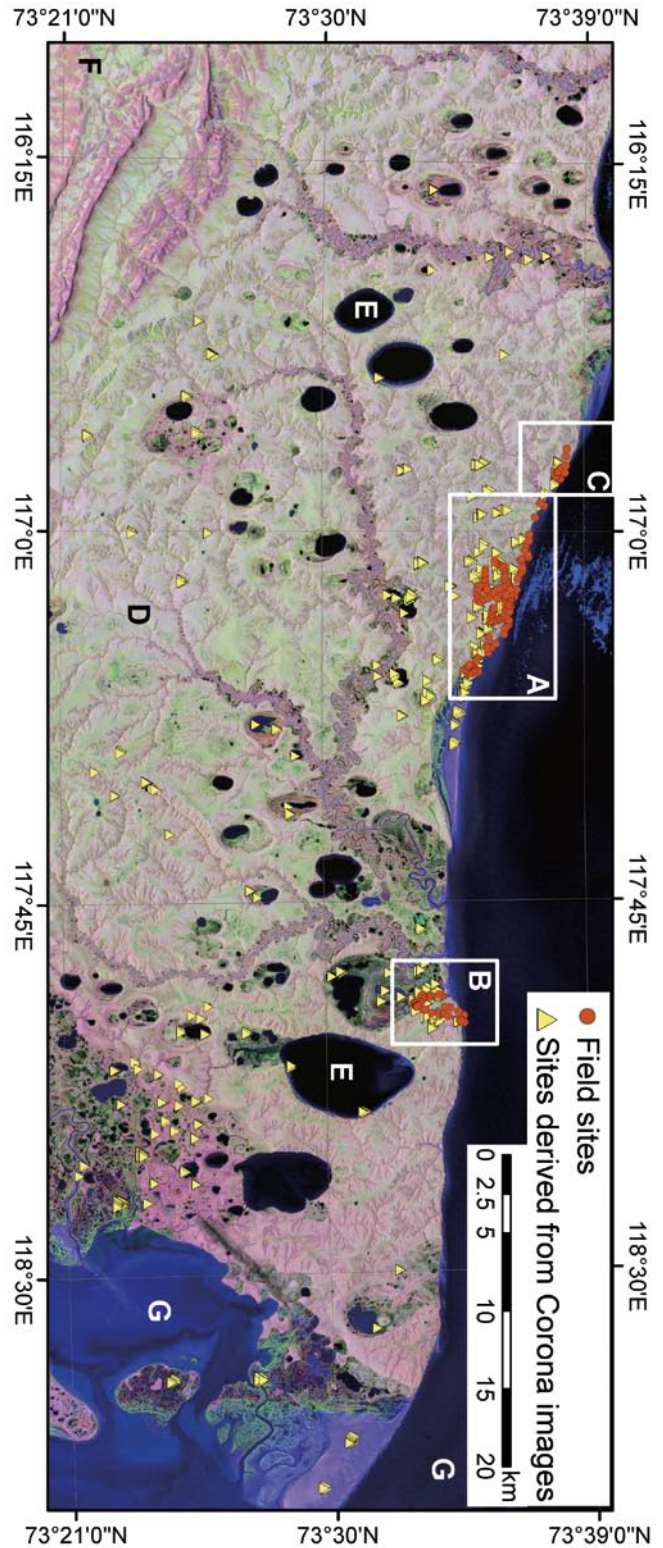 73°21'0"N
73°30'N
73°39'0"N
116°15'E
116°15'E
117°0'E
117°0'E
117°45'E
117°45'E
118°30'E
118°30'E
73°21'0"N
73°30'N
73°39'0"N
F
E
C
D
A
B
E
G
G
Field sites
Sites derived from Corona images
0 2.5 5 10 15 20
km